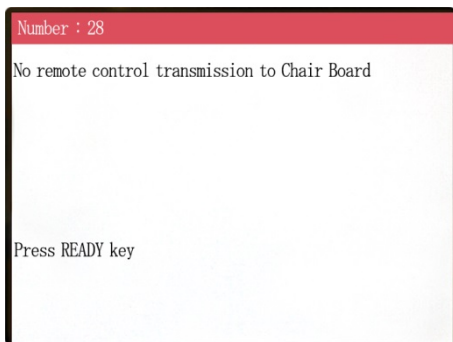 Number : 28
No remote control transmission to Chair Board
Press READY key